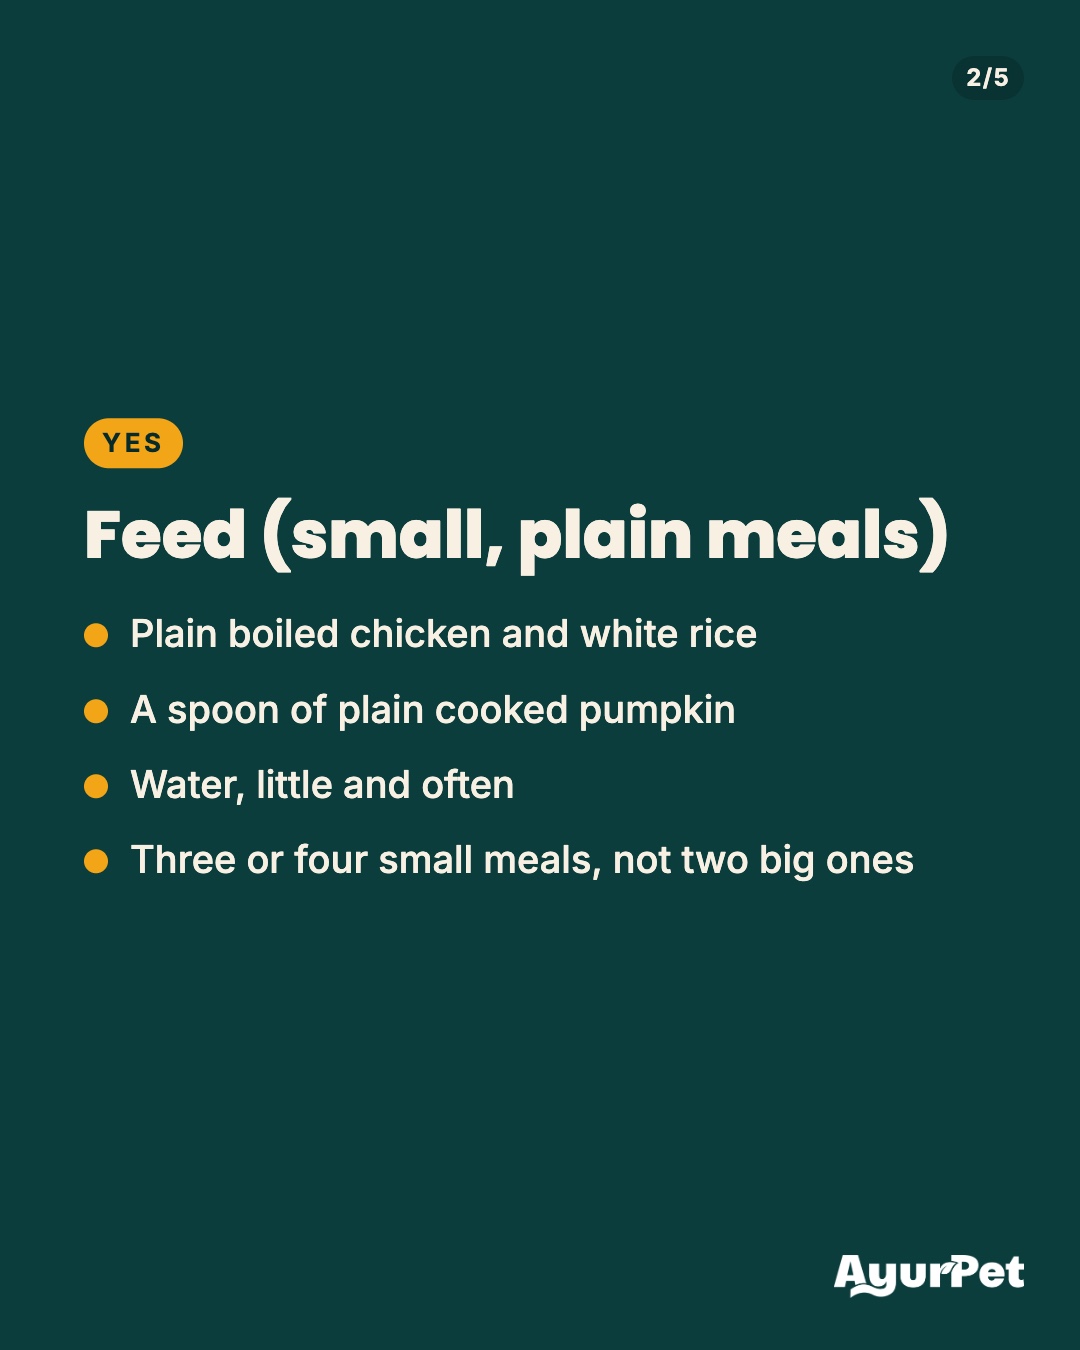 2/5
YES
Feed (small, plain meals)
Plain boiled chicken and white rice
A spoon of plain cooked pumpkin
Water, little and often
Three or four small meals, not two big ones
AyurPet